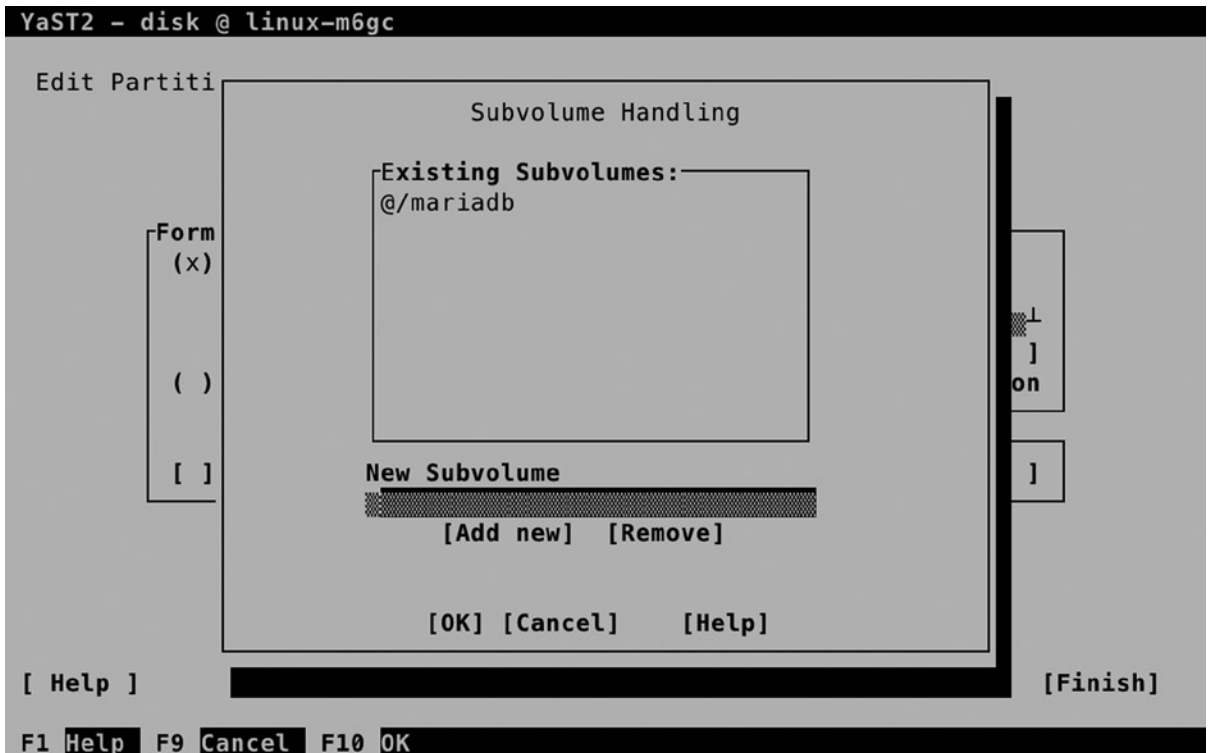 YaST2 – disk @ linux–m6gc
Edit Partiti
Subvolume Handling
Existing Subvolumes:
@/mariadb
Form
(x)
]
( )
on
[ ]
]
New Subvolume
[Add new] [Remove]
[OK] [Cancel] [Help]
[ Help ]
[Finish]
F1 Help F9 Cancel F10 OK